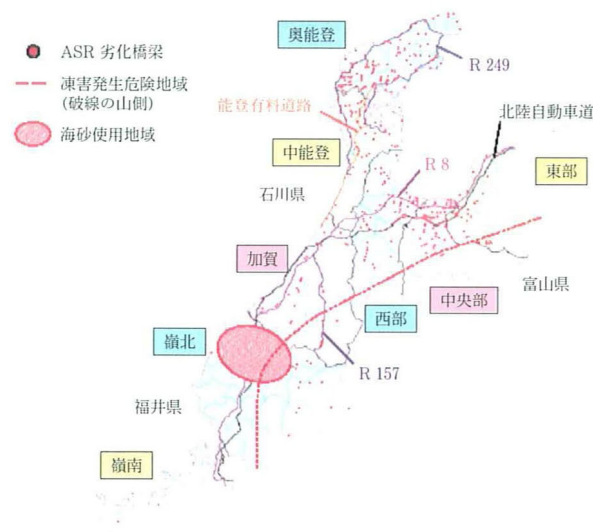 ASR 劣化橋梁
凍害発生危険地域
(破線の山側)
海砂使用地域
奥能登
R 249
能登有料道路
北陸自動車道
中能登
R 8
東部
石川県
加賀
富山県
中央部
西部
嶺北
R 157
福井県
嶺南